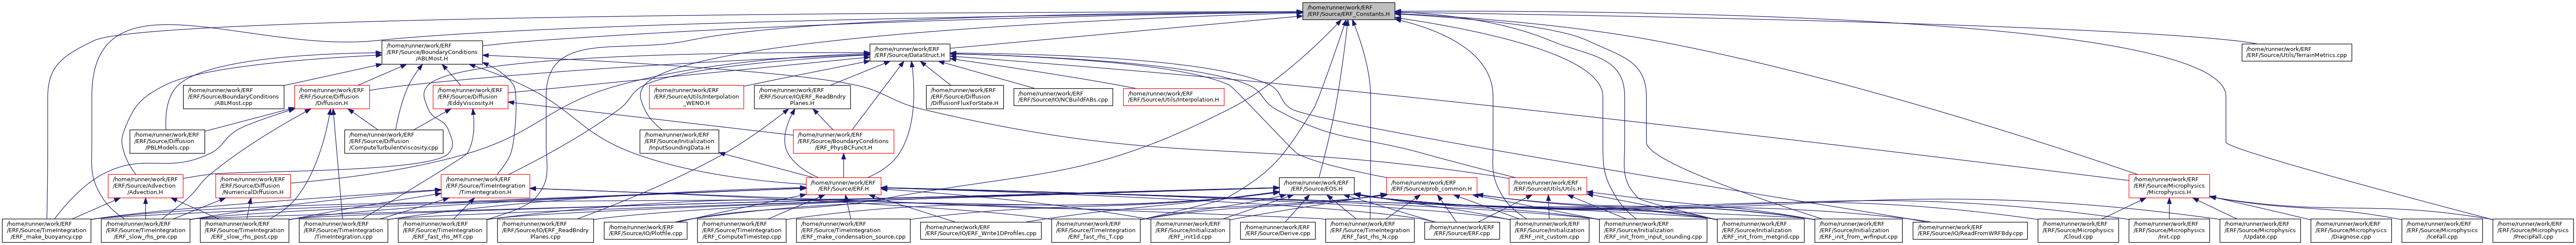 /home/runner/work/ERF
/ERF/Source/ERF_Constants.H
/home/runner/work/ERF
/ERF/Source/BoundaryConditions
/ABLMost.H
/home/runner/work/ERF
/ERF/Source/DataStruct.H
/home/runner/work/ERF
/ERF/Source/Utils/TerrainMetrics.cpp
/home/runner/work/ERF
/ERF/Source/BoundaryConditions
/ABLMost.cpp
/home/runner/work/ERF
/ERF/Source/Diffusion
/Diffusion.H
/home/runner/work/ERF
/ERF/Source/Diffusion
/EddyViscosity.H
/home/runner/work/ERF
/ERF/Source/Utils/Interpolation
_WENO.H
/home/runner/work/ERF
/ERF/Source/IO/ERF_ReadBndry
Planes.H
/home/runner/work/ERF
/ERF/Source/Diffusion
/DiffusionFluxForState.H
/home/runner/work/ERF
/ERF/Source/IO/NCBuildFABs.cpp
/home/runner/work/ERF
/ERF/Source/Utils/Interpolation.H
/home/runner/work/ERF
/ERF/Source/Diffusion
/PBLModels.cpp
/home/runner/work/ERF
/ERF/Source/Diffusion
/ComputeTurbulentViscosity.cpp
/home/runner/work/ERF
/ERF/Source/Initialization
/InputSoundingData.H
/home/runner/work/ERF
/ERF/Source/BoundaryConditions
/ERF_PhysBCFunct.H
/home/runner/work/ERF
/ERF/Source/Advection
/Advection.H
/home/runner/work/ERF
/ERF/Source/Diffusion
/NumericalDiffusion.H
/home/runner/work/ERF
/ERF/Source/TimeIntegration
/TimeIntegration.H
/home/runner/work/ERF
/ERF/Source/ERF.H
/home/runner/work/ERF
/ERF/Source/EOS.H
/home/runner/work/ERF
/ERF/Source/prob_common.H
/home/runner/work/ERF
/ERF/Source/Utils/Utils.H
/home/runner/work/ERF
/ERF/Source/Microphysics
/Microphysics.H
/home/runner/work/ERF
/ERF/Source/TimeIntegration
/ERF_make_buoyancy.cpp
/home/runner/work/ERF
/ERF/Source/TimeIntegration
/ERF_slow_rhs_pre.cpp
/home/runner/work/ERF
/ERF/Source/TimeIntegration
/ERF_slow_rhs_post.cpp
/home/runner/work/ERF
/ERF/Source/TimeIntegration
/TimeIntegration.cpp
/home/runner/work/ERF
/ERF/Source/TimeIntegration
/ERF_fast_rhs_MT.cpp
/home/runner/work/ERF
/ERF/Source/IO/ERF_ReadBndry
Planes.cpp
/home/runner/work/ERF
/ERF/Source/IO/Plotfile.cpp
/home/runner/work/ERF
/ERF/Source/TimeIntegration
/ERF_ComputeTimestep.cpp
/home/runner/work/ERF
/ERF/Source/TimeIntegration
/ERF_make_condensation_source.cpp
/home/runner/work/ERF
/ERF/Source/IO/ERF_Write1DProfiles.cpp
/home/runner/work/ERF
/ERF/Source/TimeIntegration
/ERF_fast_rhs_T.cpp
/home/runner/work/ERF
/ERF/Source/Initialization
/ERF_init1d.cpp
/home/runner/work/ERF
/ERF/Source/Derive.cpp
/home/runner/work/ERF
/ERF/Source/TimeIntegration
/ERF_fast_rhs_N.cpp
/home/runner/work/ERF
/ERF/Source/ERF.cpp
/home/runner/work/ERF
/ERF/Source/Initialization
/ERF_init_custom.cpp
/home/runner/work/ERF
/ERF/Source/Initialization
/ERF_init_from_input_sounding.cpp
/home/runner/work/ERF
/ERF/Source/Initialization
/ERF_init_from_metgrid.cpp
/home/runner/work/ERF
/ERF/Source/Initialization
/ERF_init_from_wrfinput.cpp
/home/runner/work/ERF
/ERF/Source/IO/ReadFromWRFBdy.cpp
/home/runner/work/ERF
/ERF/Source/Microphysics
/Cloud.cpp
/home/runner/work/ERF
/ERF/Source/Microphysics
/Init.cpp
/home/runner/work/ERF
/ERF/Source/Microphysics
/Update.cpp
/home/runner/work/ERF
/ERF/Source/Microphysics
/Diagnose.cpp
/home/runner/work/ERF
/ERF/Source/Microphysics
/IceFall.cpp
/home/runner/work/ERF
/ERF/Source/Microphysics
/PrecipFall.cpp